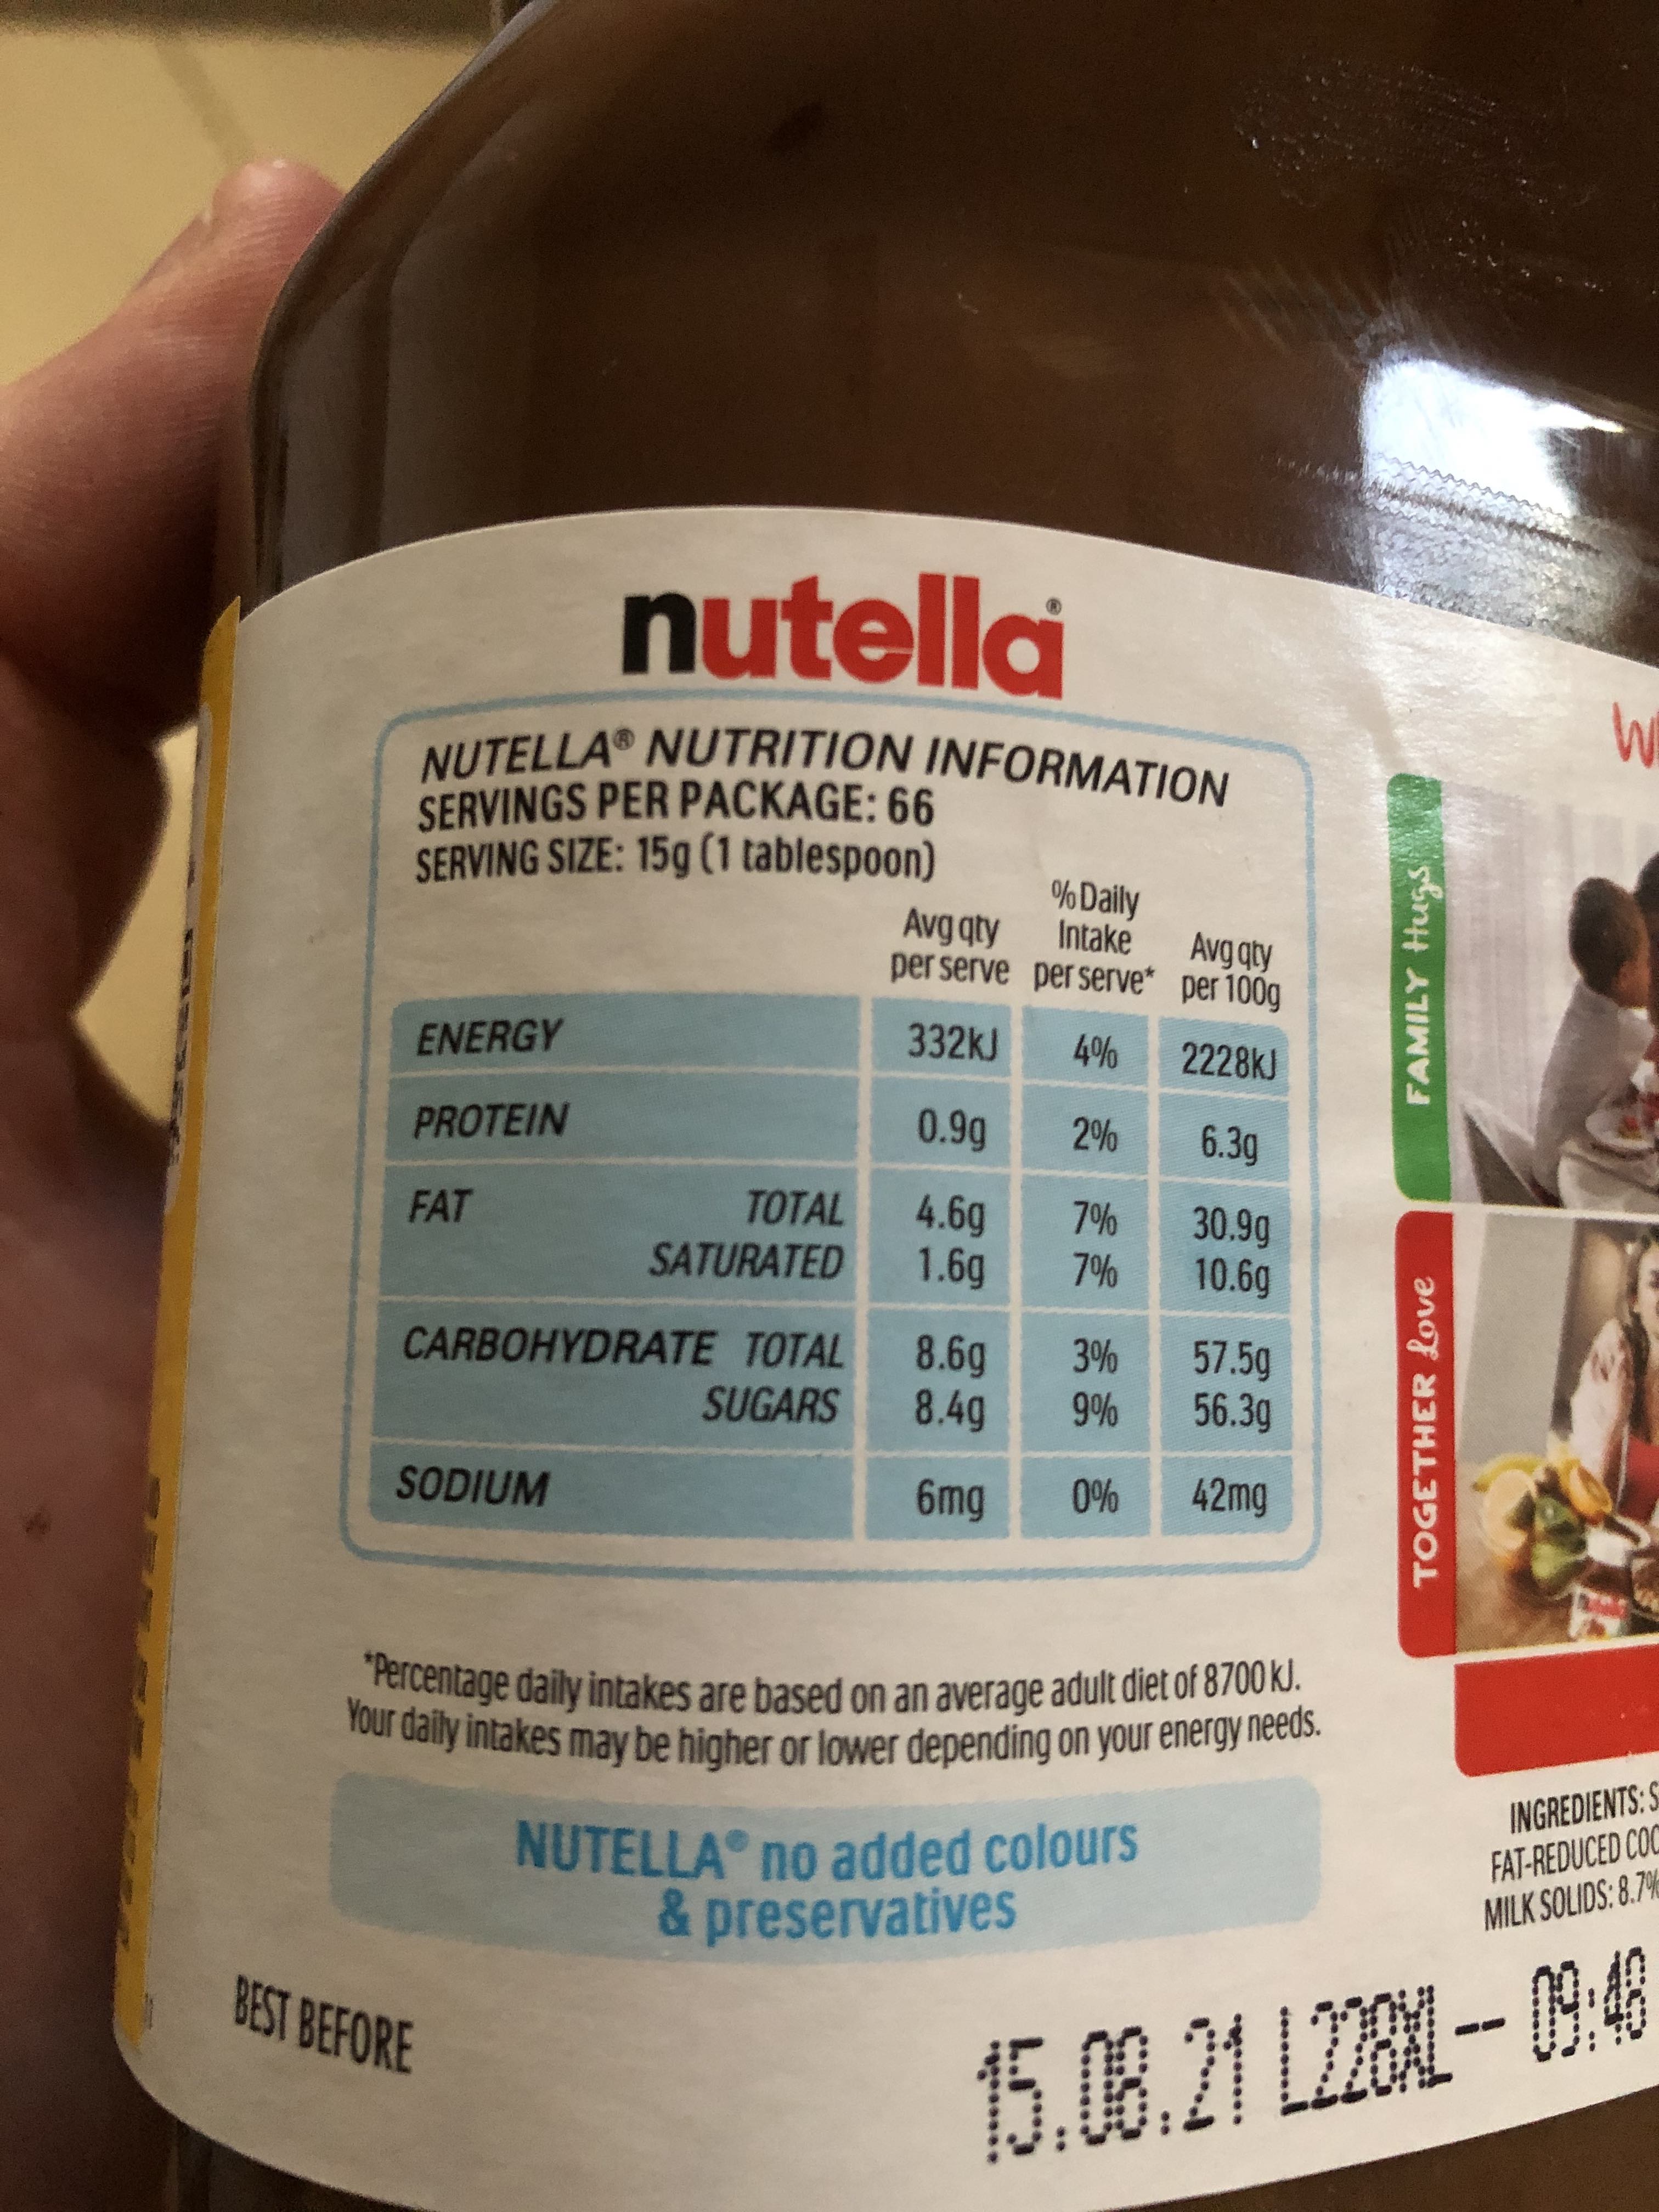 nutella®
NUTELLA® NUTRITION INFORMATION
SERVINGS PER PACKAGE: 66
SERVING SIZE: 15g (1 tablespoon)
Avg qty per serve % Daily Intake per serve* Avg qty per 100g
ENERGY 332kJ 4% 2228kJ
PROTEIN 0.9g 2% 6.3g
FAT TOTAL 4.6g 7% 30.9g
SATURATED 1.6g 7% 10.6g
CARBOHYDRATE TOTAL 8.6g 3% 57.5g
SUGARS 8.4g 9% 56.3g
SODIUM 6mg 0% 42mg
*Percentage daily intakes are based on an average adult diet of 8700 kJ.
Your daily intakes may be higher or lower depending on your energy needs.
NUTELLA® no added colours
& preservatives
BEST BEFORE
15.08.21 L228XL-- 09:48
FAMILY Hugs
TOGETHER Love
INGREDIENTS:
FAT-REDUCED
MILK SOLIDS: 8.7%